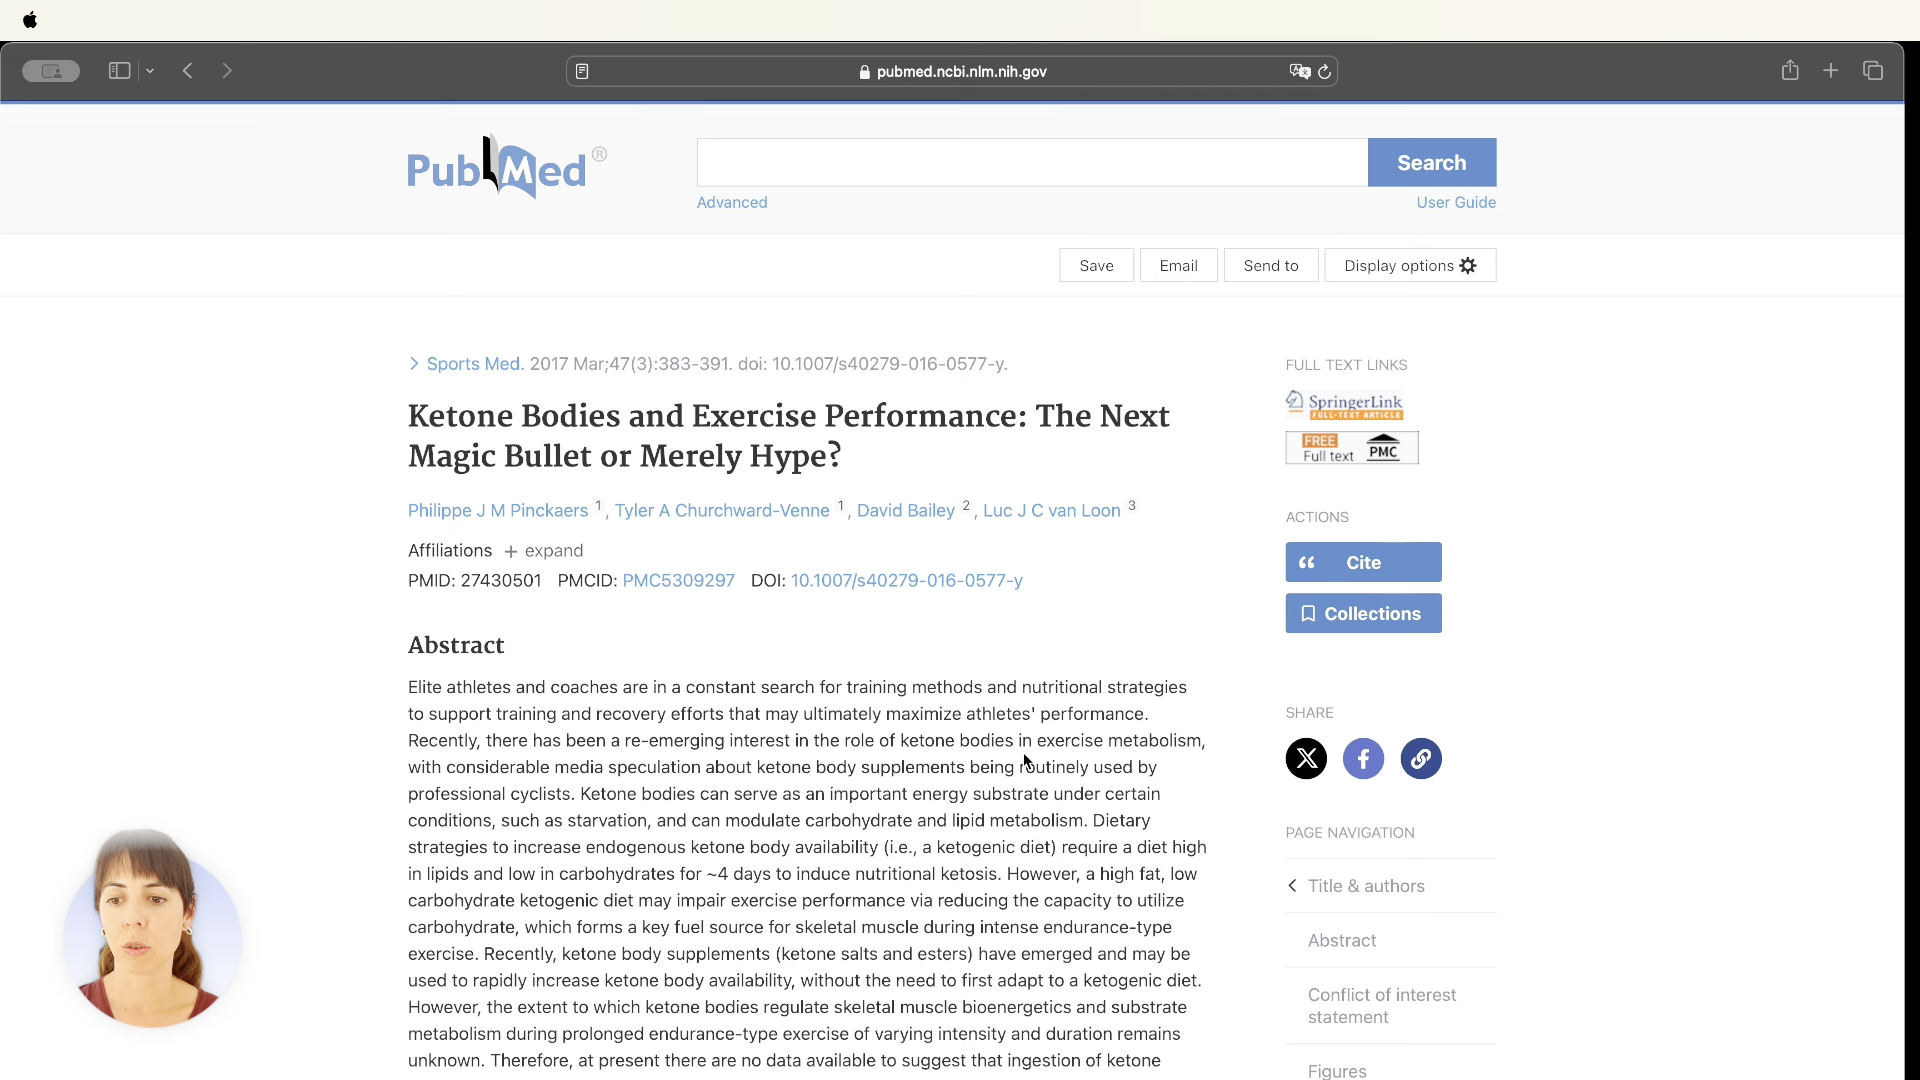 pubmed.ncbi.nlm.nih.gov
PubMed®
Search
Advanced
User Guide
Save
Email
Send to
Display options
Sports Med. 2017 Mar;47(3):383-391. doi: 10.1007/s40279-016-0577-y.
Ketone Bodies and Exercise Performance: The Next
Magic Bullet or Merely Hype?
Philippe J M Pinckaers 1, Tyler A Churchward-Venne 1, David Bailey 2, Luc J C van Loon 3
Affiliations + expand
PMID: 27430501 PMCID: PMC5309297 DOI: 10.1007/s40279-016-0577-y
Abstract
Elite athletes and coaches are in a constant search for training methods and nutritional strategies
to support training and recovery efforts that may ultimately maximize athletes' performance.
Recently, there has been a re-emerging interest in the role of ketone bodies in exercise metabolism,
with considerable media speculation about ketone body supplements being routinely used by
professional cyclists. Ketone bodies can serve as an important energy substrate under certain
conditions, such as starvation, and can modulate carbohydrate and lipid metabolism. Dietary
strategies to increase endogenous ketone body availability (i.e., a ketogenic diet) require a diet high
in lipids and low in carbohydrates for ~4 days to induce nutritional ketosis. However, a high fat, low
carbohydrate ketogenic diet may impair exercise performance via reducing the capacity to utilize
carbohydrate, which forms a key fuel source for skeletal muscle during intense endurance-type
exercise. Recently, ketone body supplements (ketone salts and esters) have emerged and may be
used to rapidly increase ketone body availability, without the need to first adapt to a ketogenic diet.
However, the extent to which ketone bodies regulate skeletal muscle bioenergetics and substrate
metabolism during prolonged endurance-type exercise of varying intensity and duration remains
unknown. Therefore, at present there are no data available to suggest that ingestion of ketone
FULL TEXT LINKS
SpringerLink
FULL-TEXT ARTICLE
FREE
Full text PMC
ACTIONS
Cite
Collections
SHARE
PAGE NAVIGATION
Title & authors
Abstract
Conflict of interest
statement
Figures